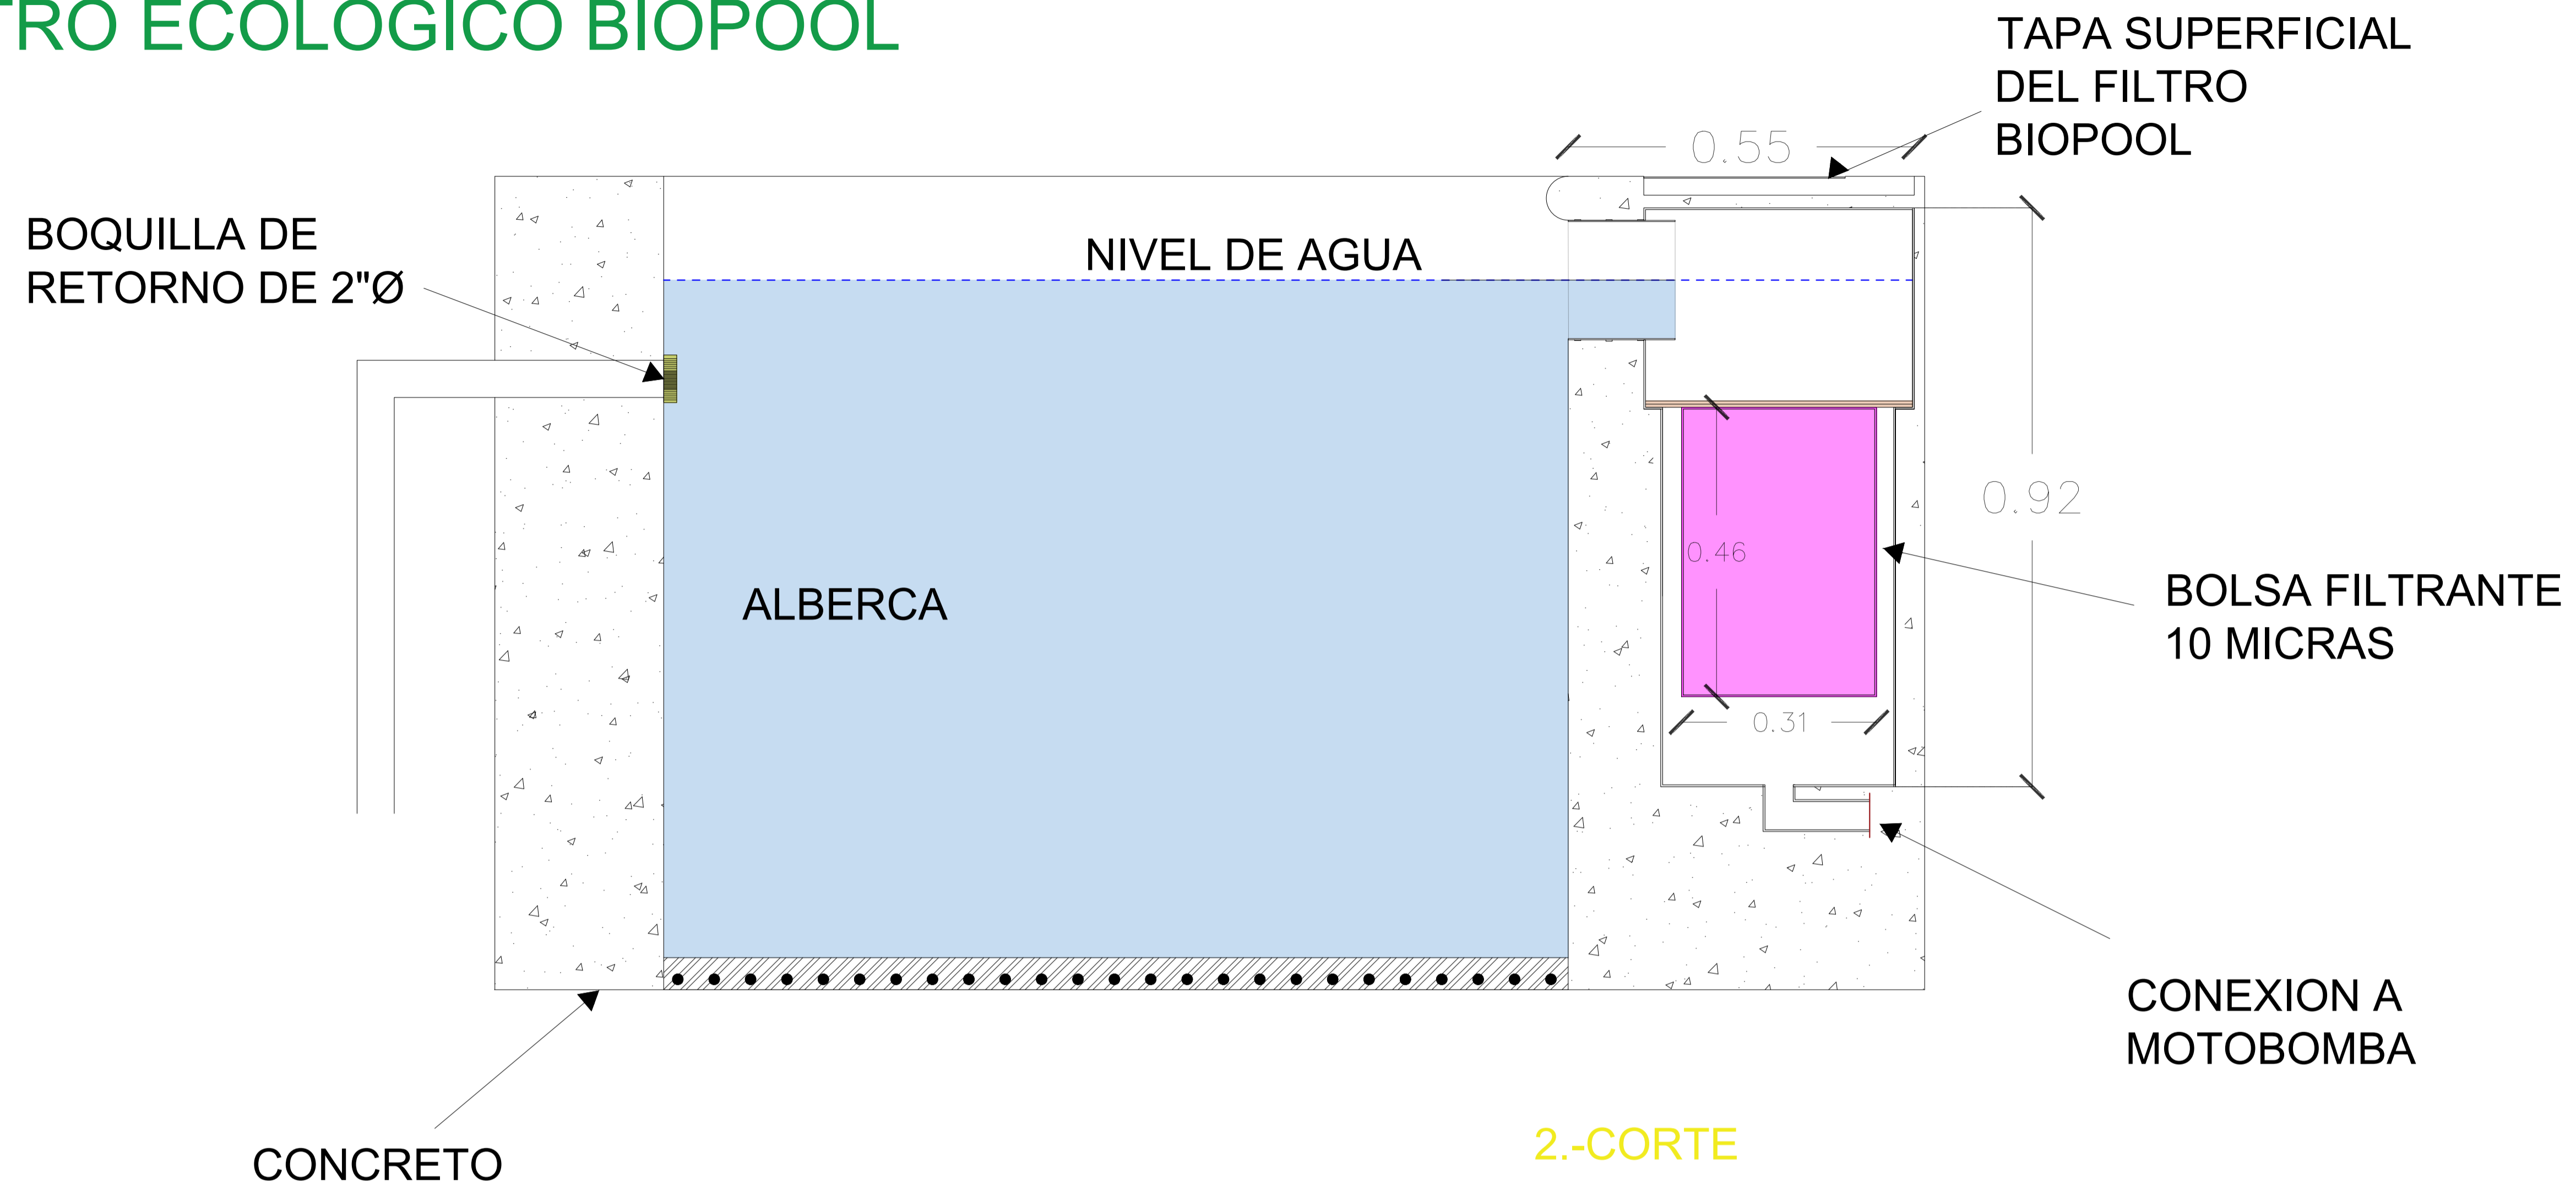 TRO ECOLOGICO BIOPOOL
TAPA SUPERFICIAL
DEL FILTRO
BIOPOOL
0.55
BOQUILLA DE
RETORNO DE 2"Ø
NIVEL DE AGUA
0.92
0.46
BOLSA FILTRANTE
10 MICRAS
ALBERCA
0.31
CONEXION A
MOTOBOMBA
2.-CORTE
CONCRETO